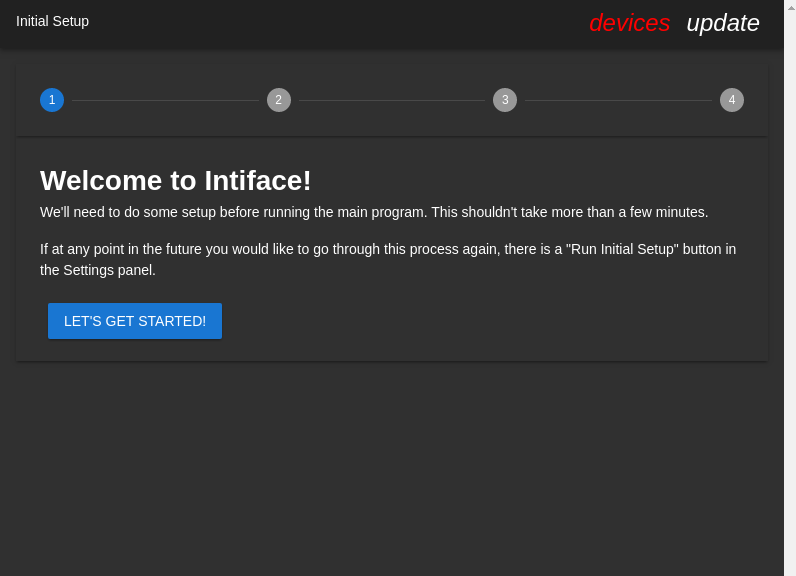 Initial Setup
devices update
1 2 3 4
Welcome to Intiface!
We'll need to do some setup before running the main program. This shouldn't take more than a few minutes.
If at any point in the future you would like to go through this process again, there is a "Run Initial Setup" button in
the Settings panel.
LET'S GET STARTED!